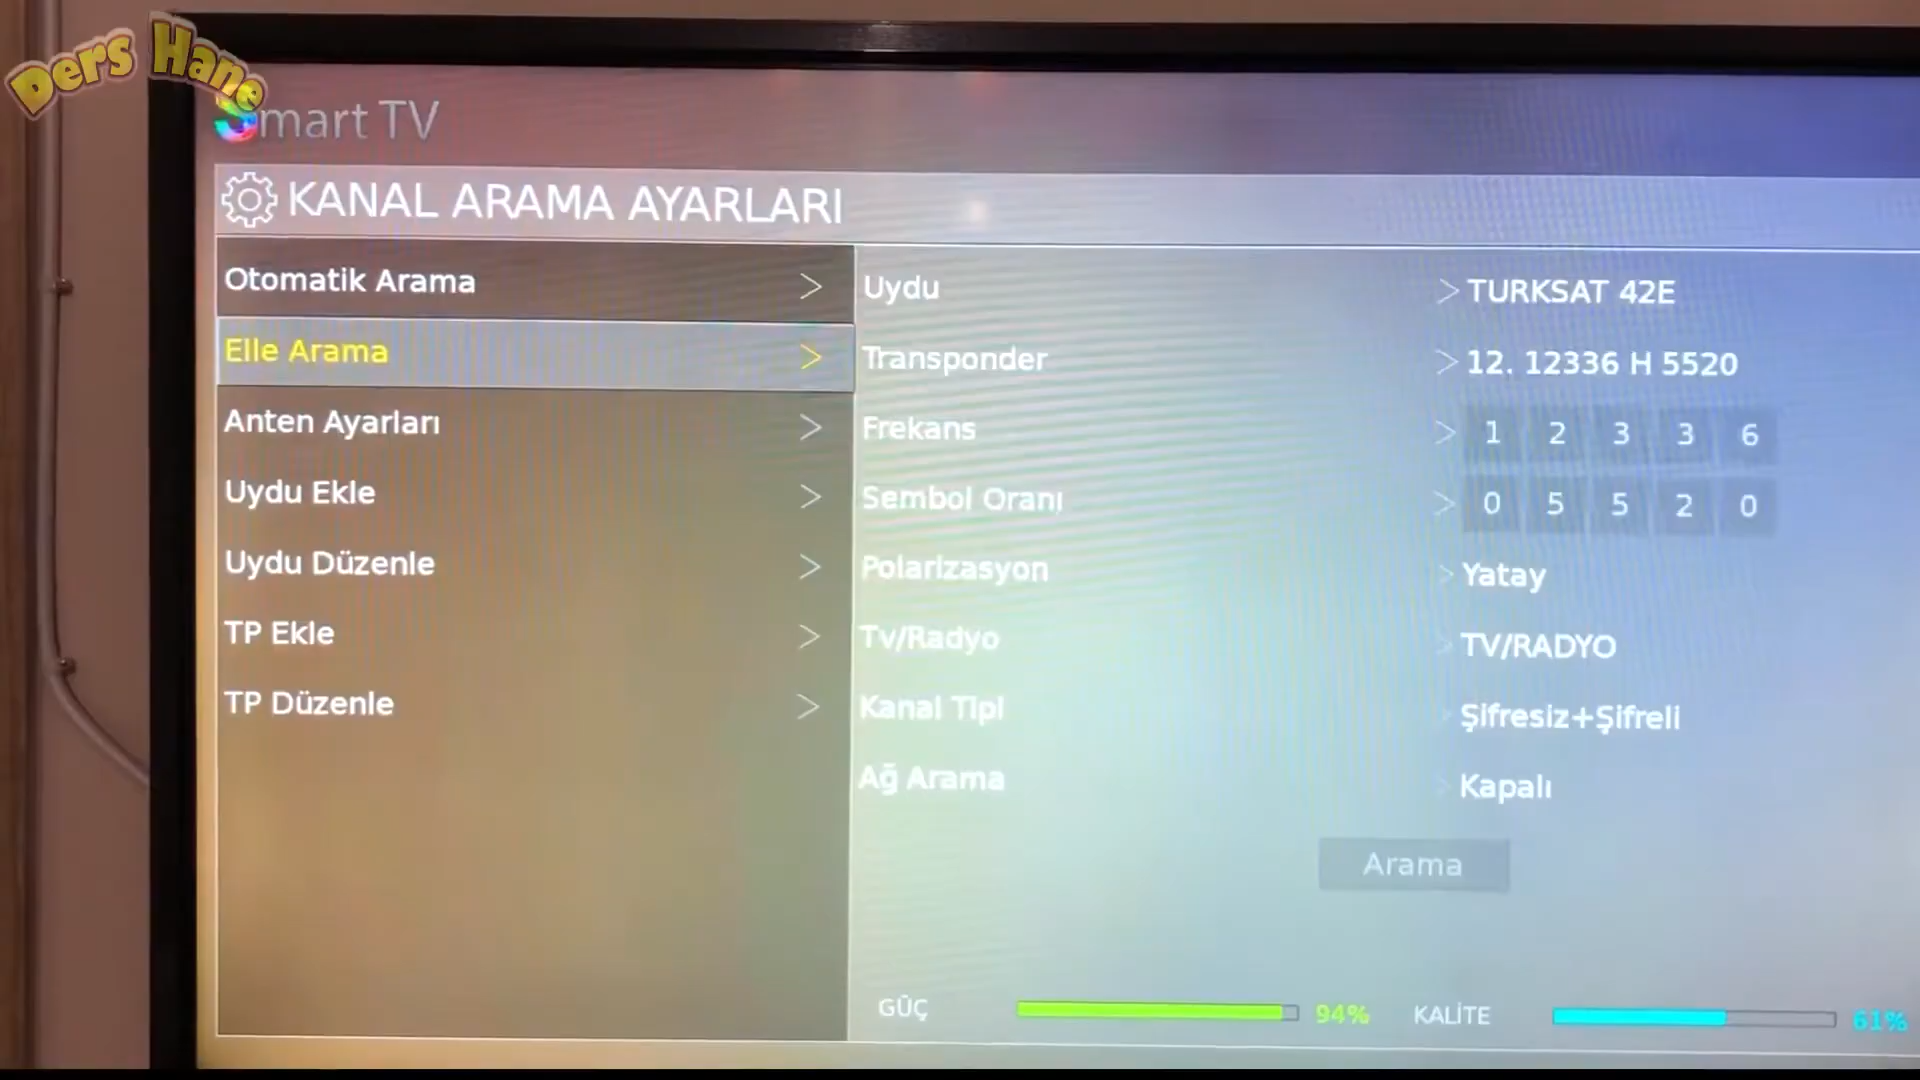 Ders Hane
Smart TV
KANAL ARAMA AYARLARI
Otomatik Arama >
Elle Arama >
Anten Ayarları >
Uydu Ekle >
Uydu Düzenle >
TP Ekle >
TP Düzenle >
Uydu > TURKSAT 42E
Transponder > 12. 12336 H 5520
Frekans > 1 2 3 3 6
Sembol Oranı > 0 5 5 2 0
Polarizasyon > Yatay
Tv/Radyo > TV/RADYO
Kanal Tipi > Şifresiz+Şifreli
Ağ Arama > Kapalı
Arama
GÜÇ 94% KALİTE 61%